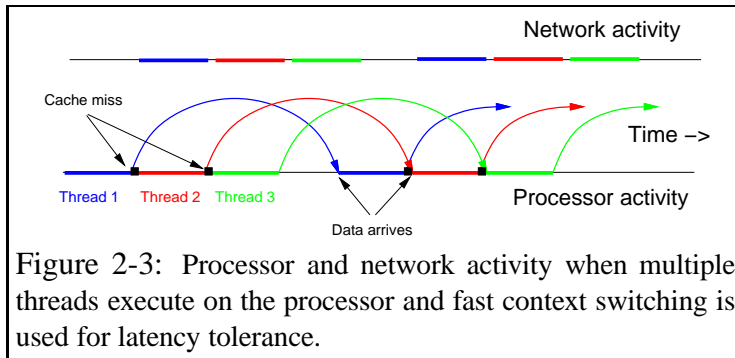 Network activity
Cache miss
Time –>
Thread 1 Thread 2 Thread 3
Processor activity
Data arrives
Figure 2-3: Processor and network activity when multiple
threads execute on the processor and fast context switching is
used for latency tolerance.